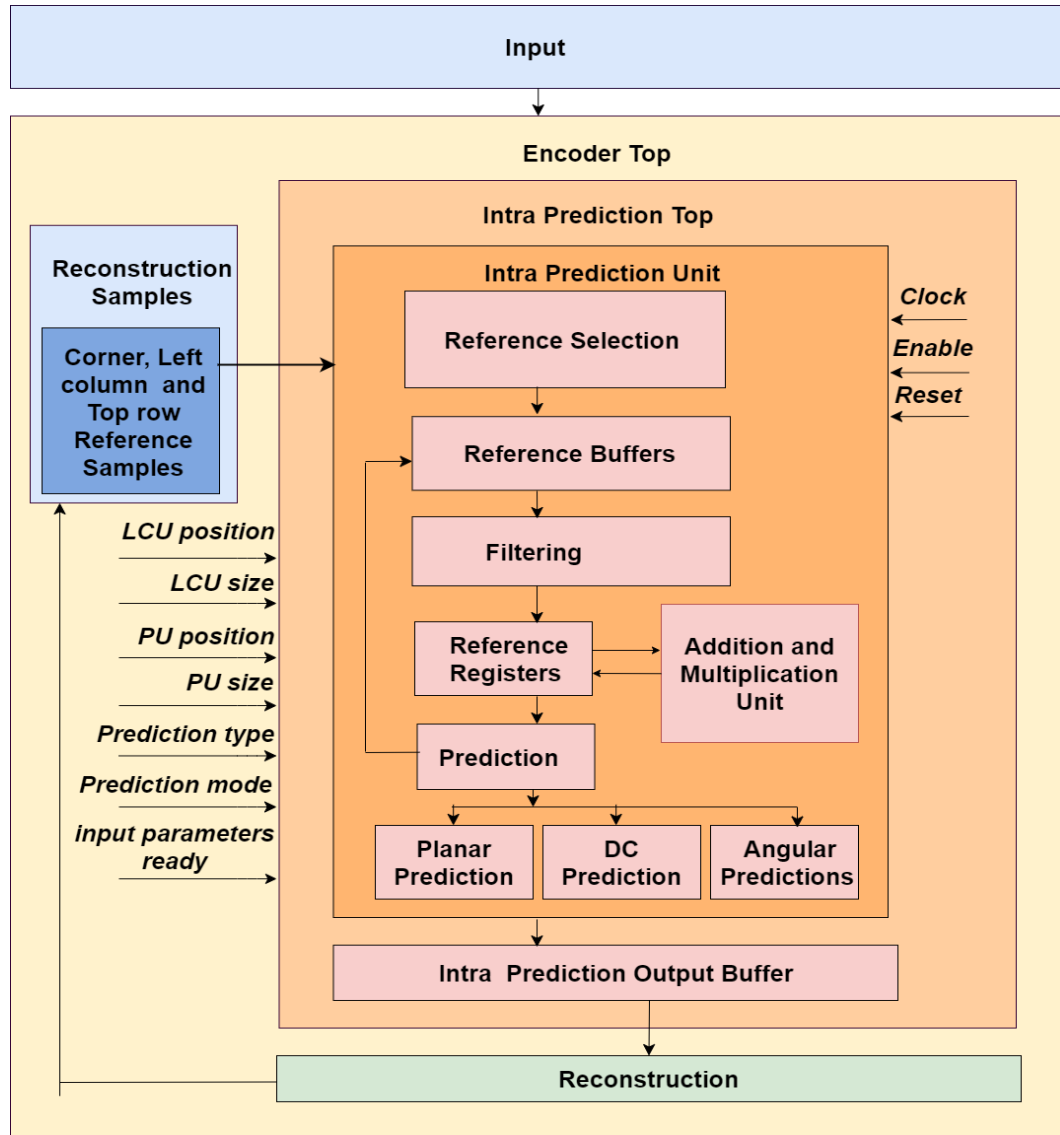 Input
Encoder Top
Intra Prediction Top
Reconstruction
Samples
Corner, Left
column and
Top row
Reference
Samples
Intra Prediction Unit
Reference Selection
Clock
Enable
Reset
Reference Buffers
Filtering
Reference
Registers
Addition and
Multiplication
Unit
Prediction
Planar
Prediction
DC
Prediction
Angular
Predictions
LCU position
LCU size
PU position
PU size
Prediction type
Prediction mode
input parameters
ready
Intra Prediction Output Buffer
Reconstruction